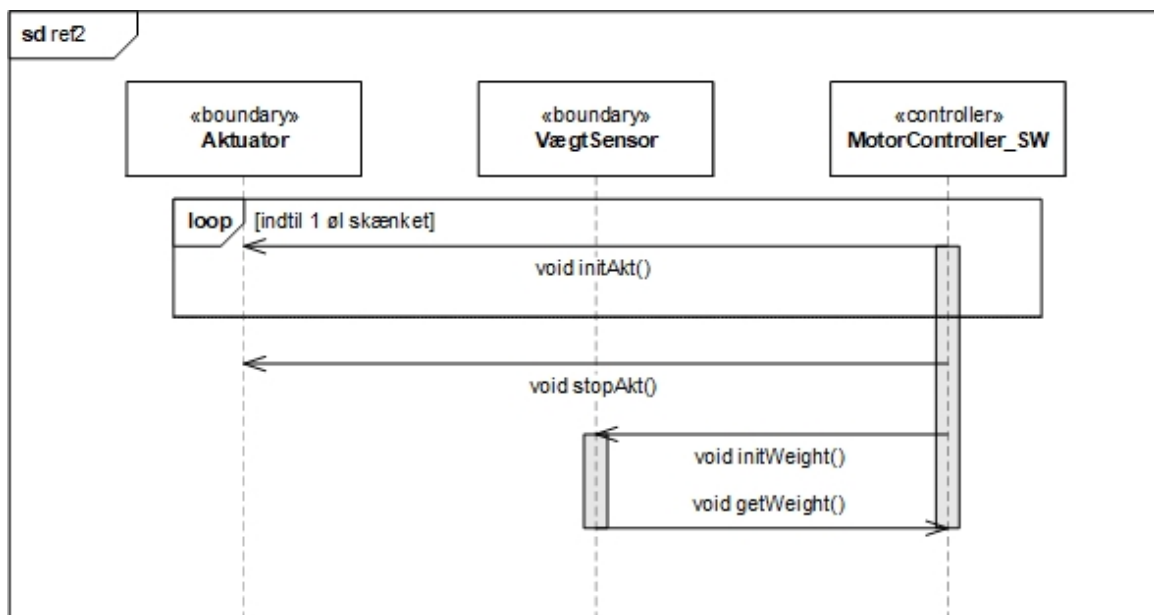 sd ref2
«boundary»
Aktuator
«boundary»
VægtSensor
«controller»
MotorController_SW
loop [indtil 1 øl skænket]
void initAkt()
void stopAkt()
void initWeight()
void getWeight()